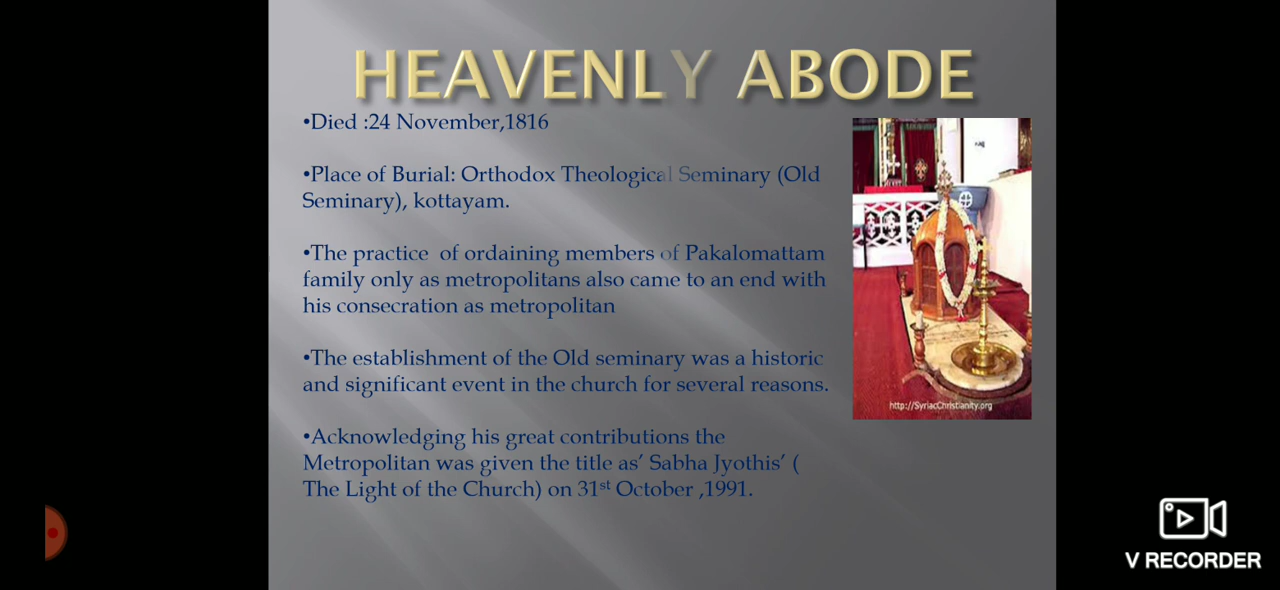 HEAVENLY ABODE
•Died :24 November,1816
•Place of Burial: Orthodox Theological Seminary (Old
Seminary), kottayam.
•The practice of ordaining members of Pakalomattam
family only as metropolitans also came to an end with
his consecration as metropolitan
•The establishment of the Old seminary was a historic
and significant event in the church for several reasons.
•Acknowledging his great contributions the
Metropolitan was given the title as’ Sabha Jyothis’ (
The Light of the Church) on 31st October ,1991.
http://SyriacChristianity.org
V RECORDER